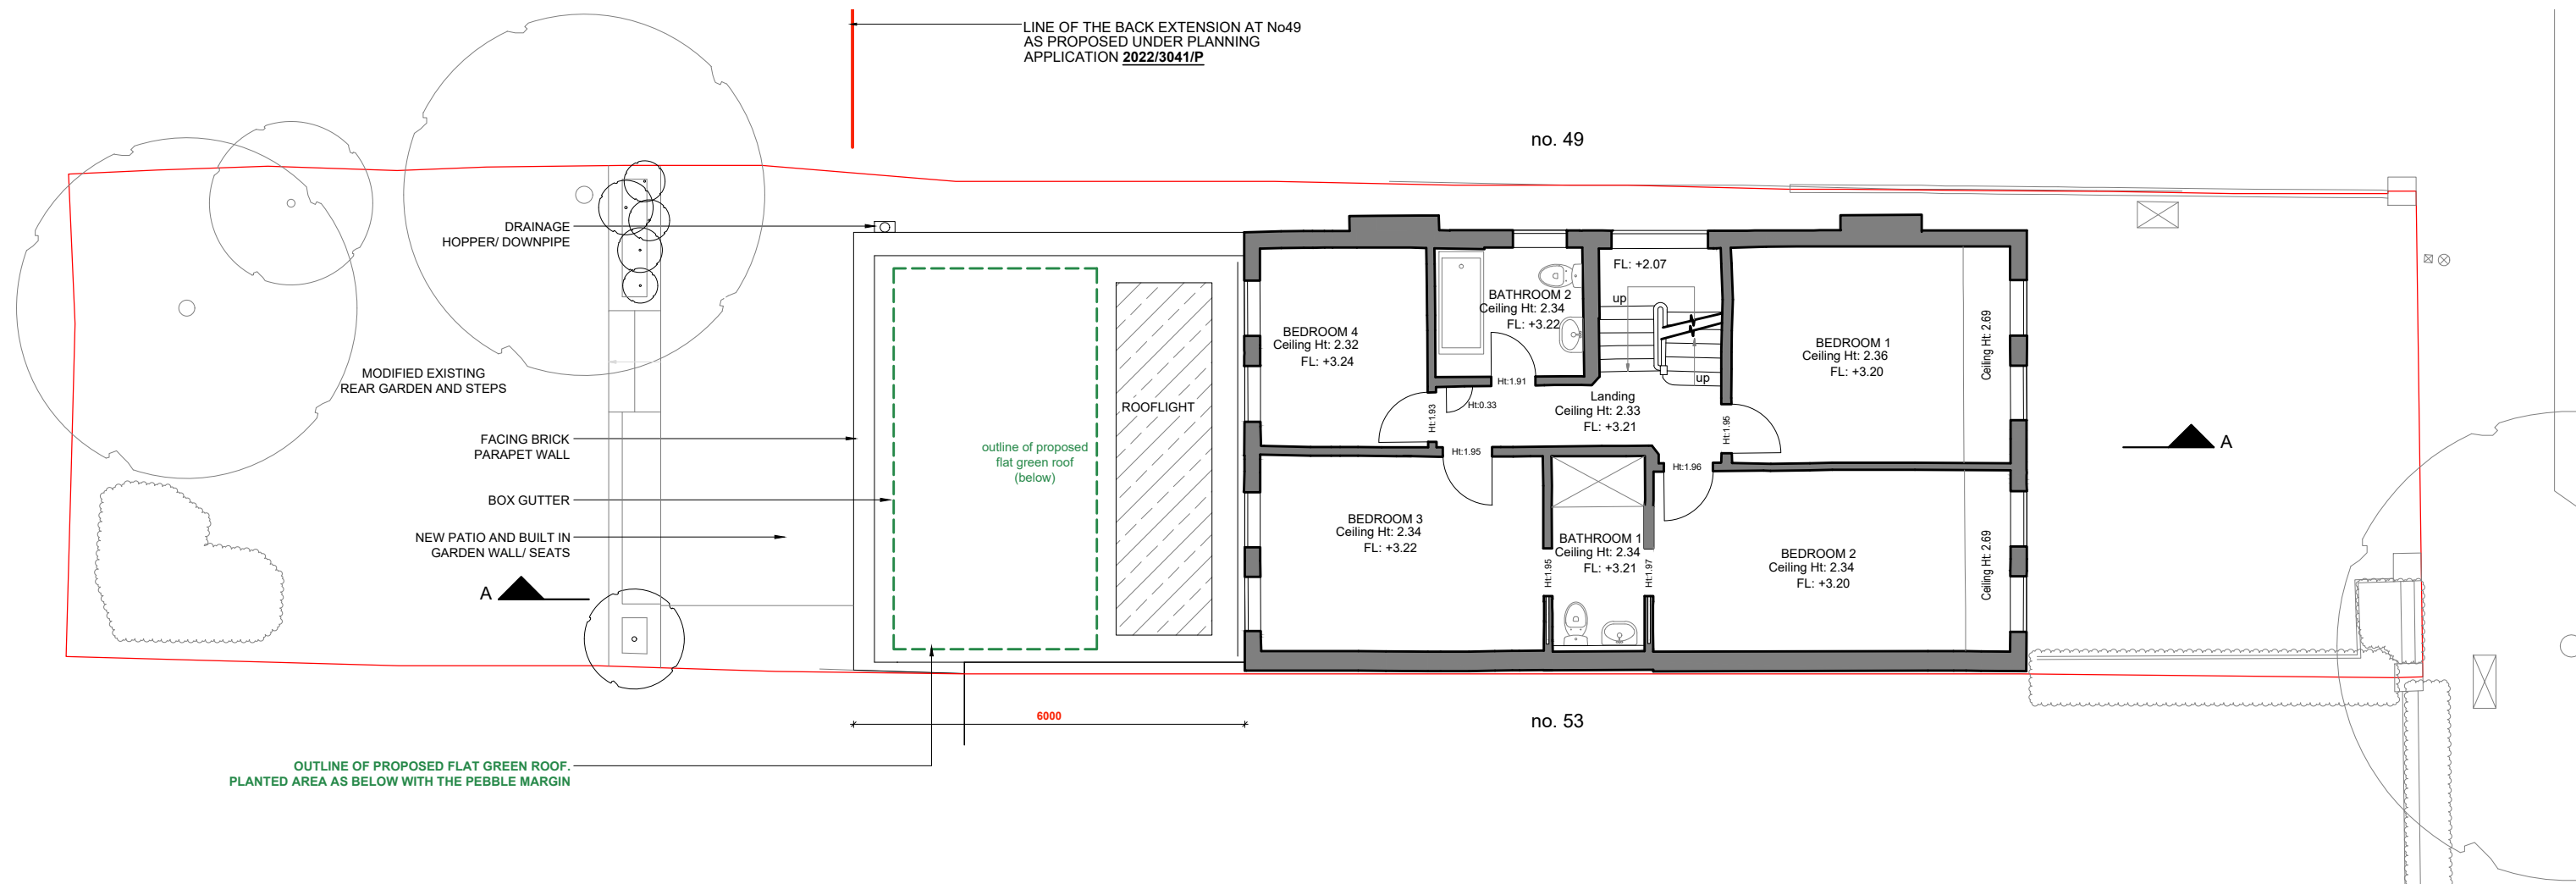 LINE OF THE BACK EXTENSION AT No49
AS PROPOSED UNDER PLANNING
APPLICATION 2022/3041/P
no. 49
DRAINAGE
HOPPER/ DOWNPIPE
MODIFIED EXISTING
REAR GARDEN AND STEPS
FACING BRICK
PARAPET WALL
BOX GUTTER
NEW PATIO AND BUILT IN
GARDEN WALL/ SEATS
A
outline of proposed
flat green roof
(below)
ROOFLIGHT
BEDROOM 4
Ceiling Ht: 2.32
FL: +3.24
BATHROOM 2
Ceiling Ht: 2.34
FL: +3.22
FL: +2.07
up
up
Ht:1.91
Ht:0.33
Ht:1.93
Ht:1.95
Landing
Ceiling Ht: 2.33
FL: +3.21
Ht:1.95
Ht:1.96
BEDROOM 1
Ceiling Ht: 2.36
FL: +3.20
Ceiling Ht: 2.69
A
BEDROOM 3
Ceiling Ht: 2.34
FL: +3.22
Ht:1.95
BATHROOM 1
Ceiling Ht: 2.34
FL: +3.21
Ht:1.97
BEDROOM 2
Ceiling Ht: 2.34
FL: +3.20
Ceiling Ht: 2.69
6000
no. 53
OUTLINE OF PROPOSED FLAT GREEN ROOF.
PLANTED AREA AS BELOW WITH THE PEBBLE MARGIN